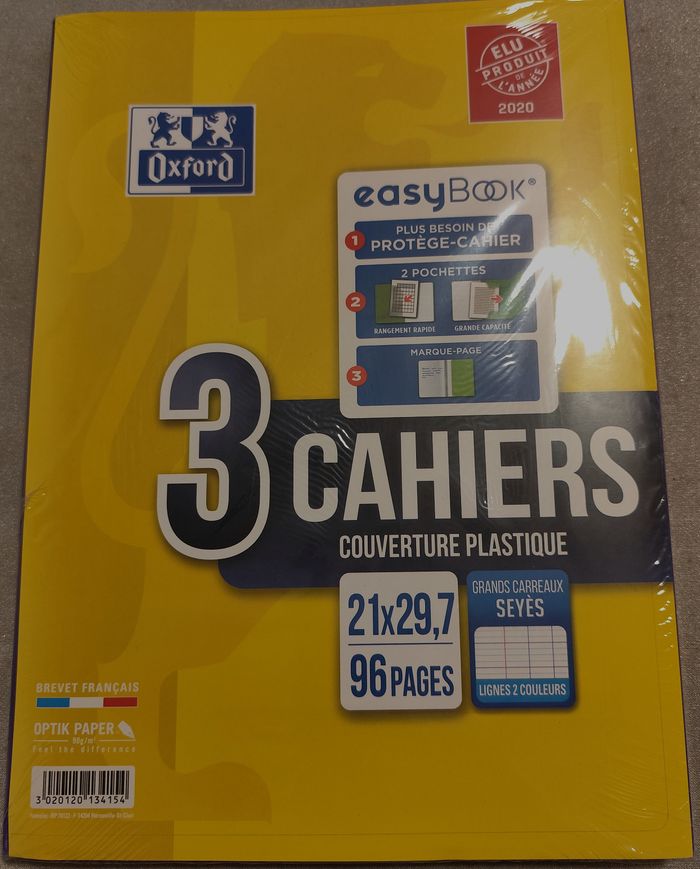 ELU
PRODUIT
DE
L'ANNÉE
2020
Oxford
easyBOOK®
1
PLUS BESOIN DE
PROTÈGE-CAHIER
2 POCHETTES
2
RANGEMENT RAPIDE
GRANDE CAPACITÉ
MARQUE-PAGE
3
3 CAHIERS
COUVERTURE PLASTIQUE
21x29,7
96 PAGES
GRANDS CARREAUX
SEYÈS
LIGNES 2 COULEURS
BREVET FRANÇAIS
OPTIK PAPER
90g/m²
Feel the difference
3 020120 134154